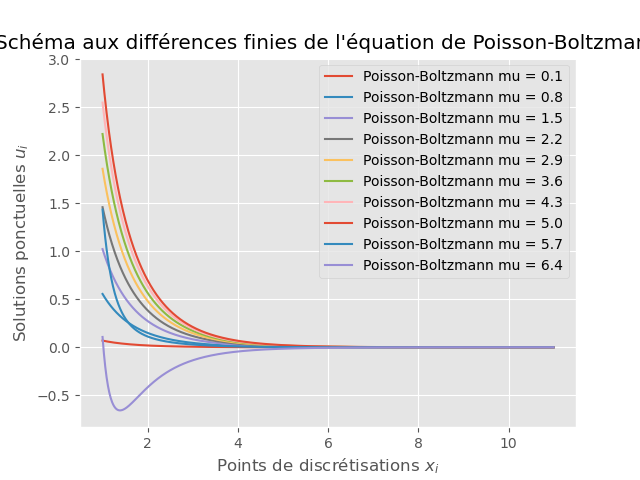 Schéma aux différences finies de l'équation de Poisson-Boltzma
3.0
2.5
2.0
1.5
1.0
0.5
0.0
−0.5
Solutions ponctuelles u_i
Poisson-Boltzmann mu = 0.1
Poisson-Boltzmann mu = 0.8
Poisson-Boltzmann mu = 1.5
Poisson-Boltzmann mu = 2.2
Poisson-Boltzmann mu = 2.9
Poisson-Boltzmann mu = 3.6
Poisson-Boltzmann mu = 4.3
Poisson-Boltzmann mu = 5.0
Poisson-Boltzmann mu = 5.7
Poisson-Boltzmann mu = 6.4
2 4 6 8 10
Points de discrétisations x_i